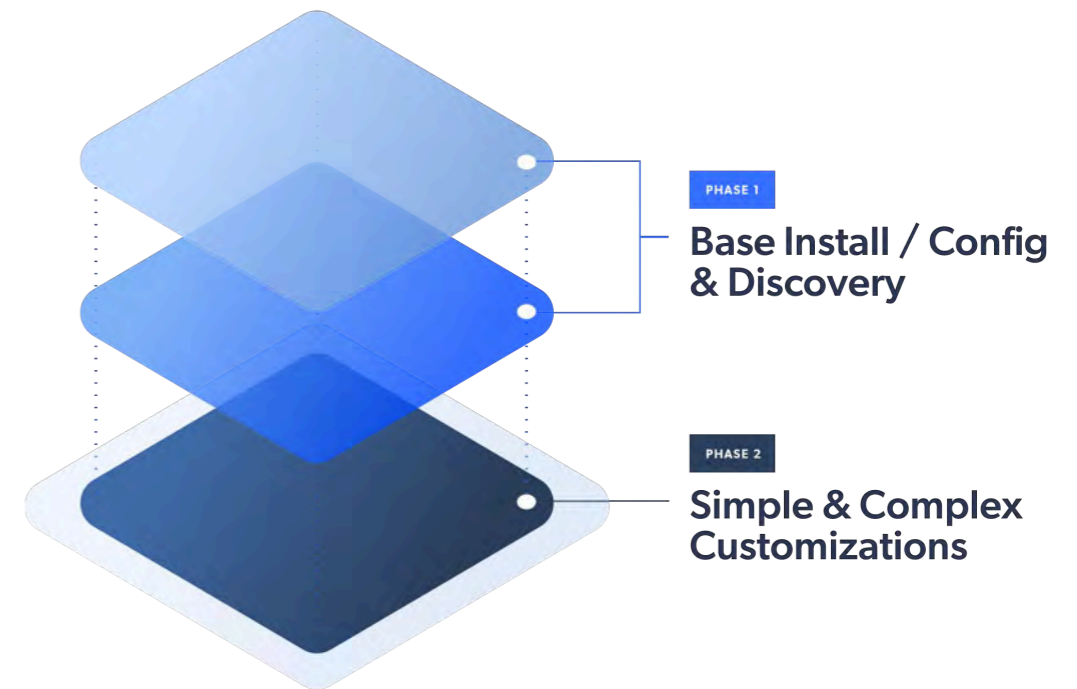 PHASE 1
Base Install / Config
& Discovery
PHASE 2
Simple & Complex
Customizations